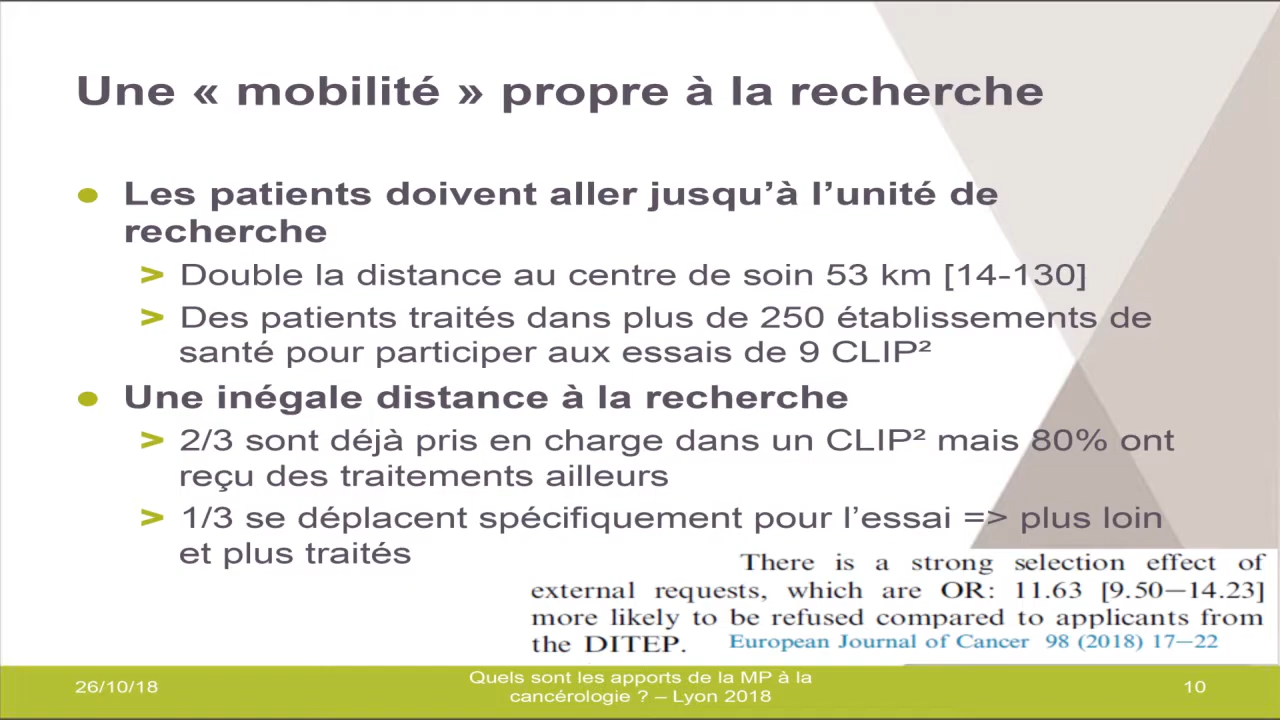 Une « mobilité » propre à la recherche
● Les patients doivent aller jusqu’à l’unité de
recherche
> Double la distance au centre de soin 53 km [14-130]
> Des patients traités dans plus de 250 établissements de
santé pour participer aux essais de 9 CLIP²
● Une inégale distance à la recherche
> 2/3 sont déjà pris en charge dans un CLIP² mais 80% ont
reçu des traitements ailleurs
> 1/3 se déplacent spécifiquement pour l’essai => plus loin
et plus traités
There is a strong selection effect of
external requests, which are OR: 11.63 [9.50–14.23]
more likely to be refused compared to applicants from
the DITEP. European Journal of Cancer 98 (2018) 17–22
26/10/18
Quels sont les apports de la MP à la
cancérologie ? – Lyon 2018
10